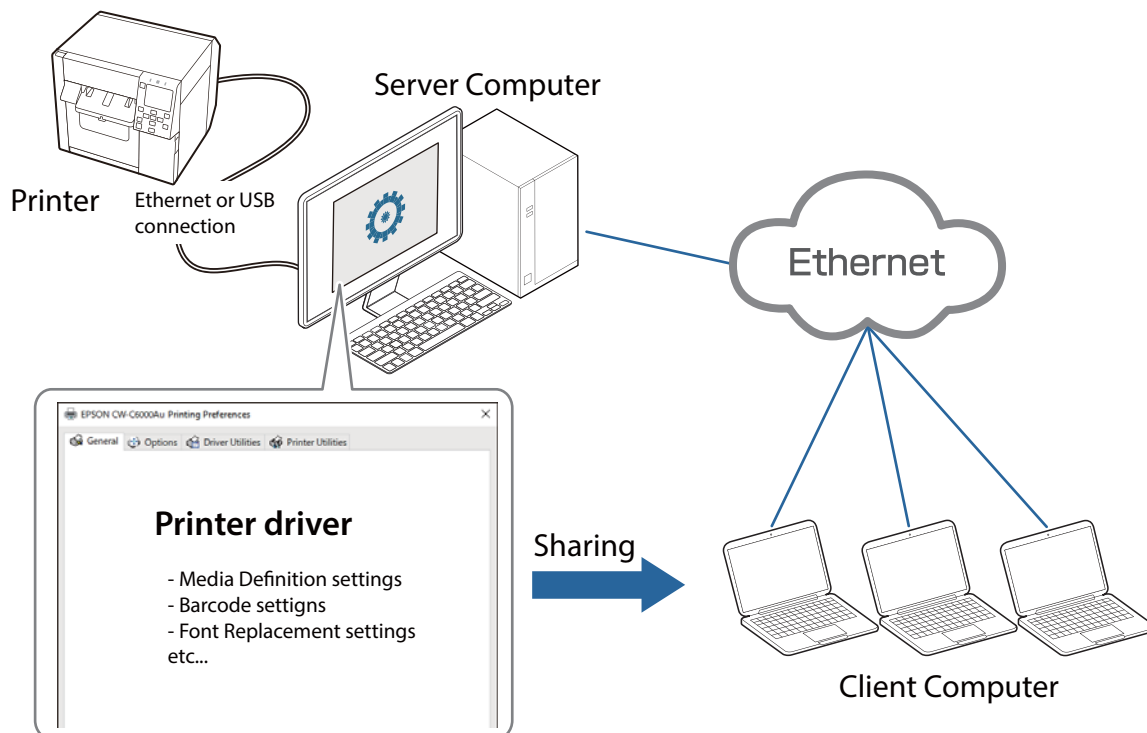 Server Computer
Printer
Ethernet or USB
connection
Ethernet
EPSON CW-C6000Au Printing Preferences
General Options Driver Utilities Printer Utilities
Printer driver
- Media Definition settings
- Barcode settigns
- Font Replacement settings
etc...
Sharing
Client Computer